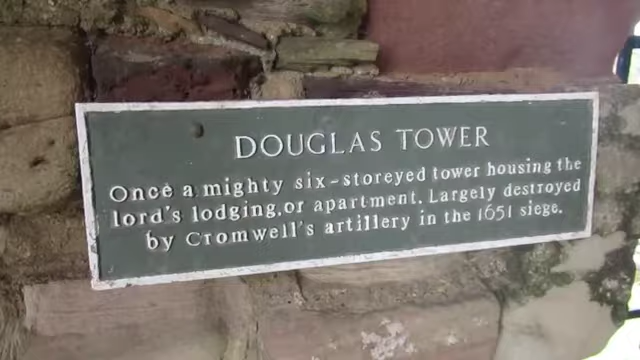 DOUGLAS TOWER
Once a mighty six-storeyed tower housing the
lord's lodging,or apartment. Largely destroyed
by Cromwell's artillery in the 1651 siege.